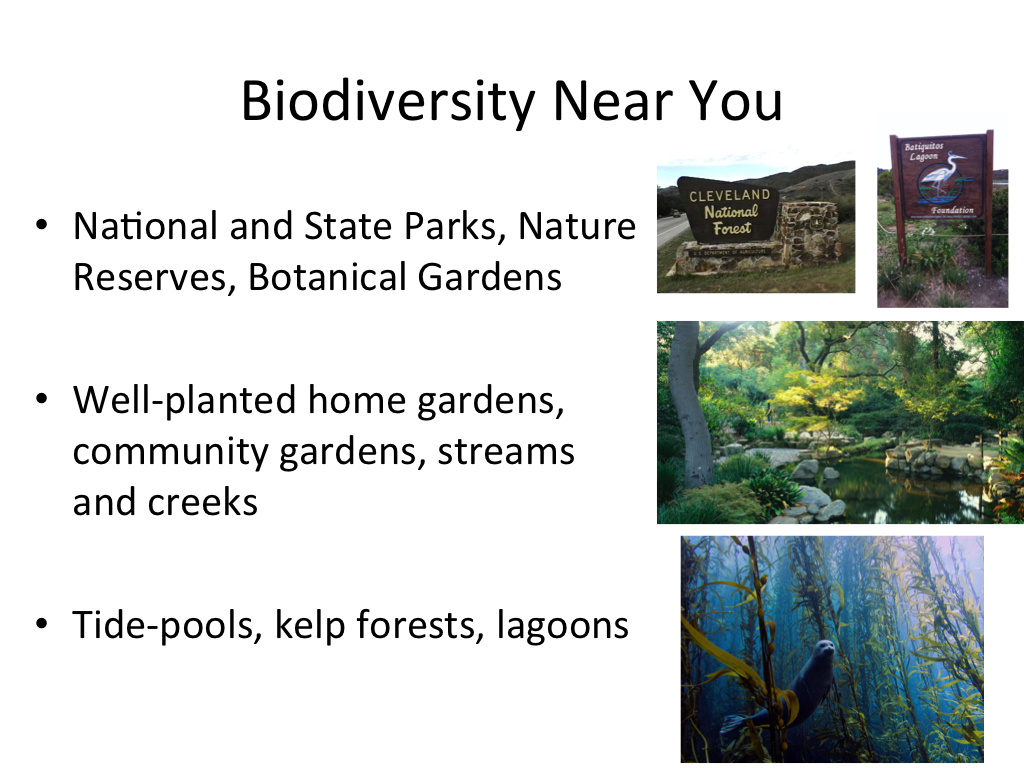 Biodiversity Near You
• National and State Parks, Nature
Reserves, Botanical Gardens
• Well-planted home gardens,
community gardens, streams
and creeks
• Tide-pools, kelp forests, lagoons
CLEVELAND
National
Forest
U.S. DEPARTMENT OF AGRICULTURE
Batiquitos
Lagoon
Foundation